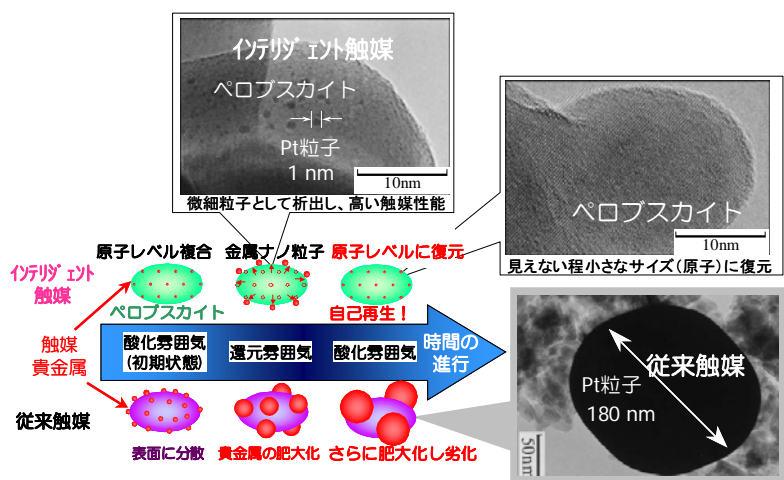 インテリジェント触媒
ペロブスカイト
Pt粒子
1 nm
10nm
微細粒子として析出し、高い触媒性能
ペロブスカイト
10nm
見えない程小さなサイズ(原子)に復元
原子レベル複合
金属ナノ粒子
原子レベルに復元
インテリジェント
触媒
ペロブスカイト
自己再生!
触媒
貴金属
酸化雰囲気
(初期状態)
還元雰囲気
酸化雰囲気
時間の
進行
従来触媒
表面に分散
貴金属の肥大化
さらに肥大化し劣化
従来触媒
Pt粒子
180 nm
50nm